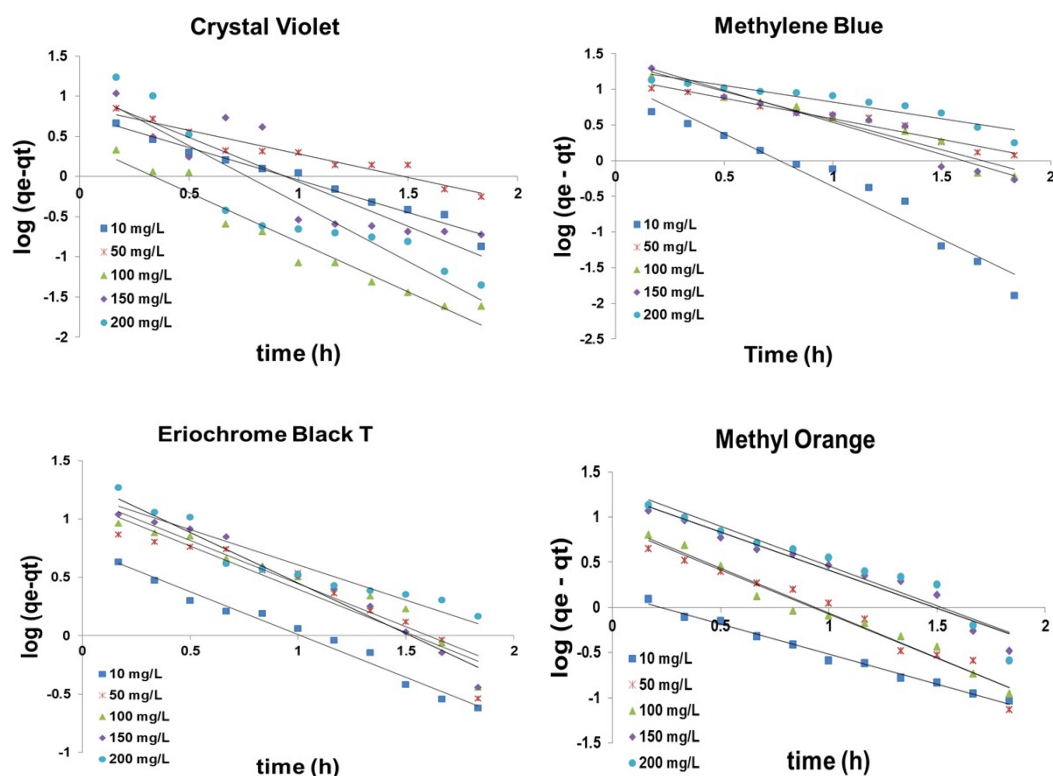 Crystal Violet
1.5
1
0.5
0
-0.5
-1
-1.5
-2
0.5
1
1.5
2
log (qe-qt)
10 mg/L
50 mg/L
100 mg/L
150 mg/L
200 mg/L
time (h)
Methylene Blue
1.5
1
0.5
0
-0.5
-1
-1.5
-2
-2.5
0.5
1
1.5
2
log (qe - qt)
10 mg/L
50 mg/L
100 mg/L
150 mg/L
200 mg/L
Time (h)
Eriochrome Black T
1.5
1
0.5
0
-0.5
-1
0.5
1
1.5
2
log (qe-qt)
10 mg/L
50 mg/L
100 mg/L
150 mg/L
200 mg/L
time (h)
Methyl Orange
1.5
1
0.5
0
-0.5
-1
-1.5
0.5
1
1.5
2
log (qe - qt)
10 mg/L
50 mg/L
100 mg/L
150 mg/L
200 mg/L
time (h)